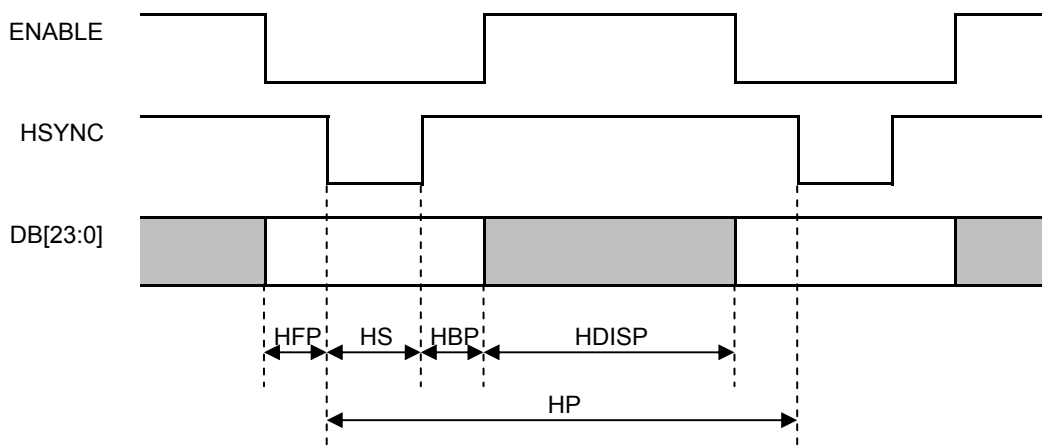 ENABLE
HSYNC
DB[23:0]
HFP HS HBP HDISP
HP